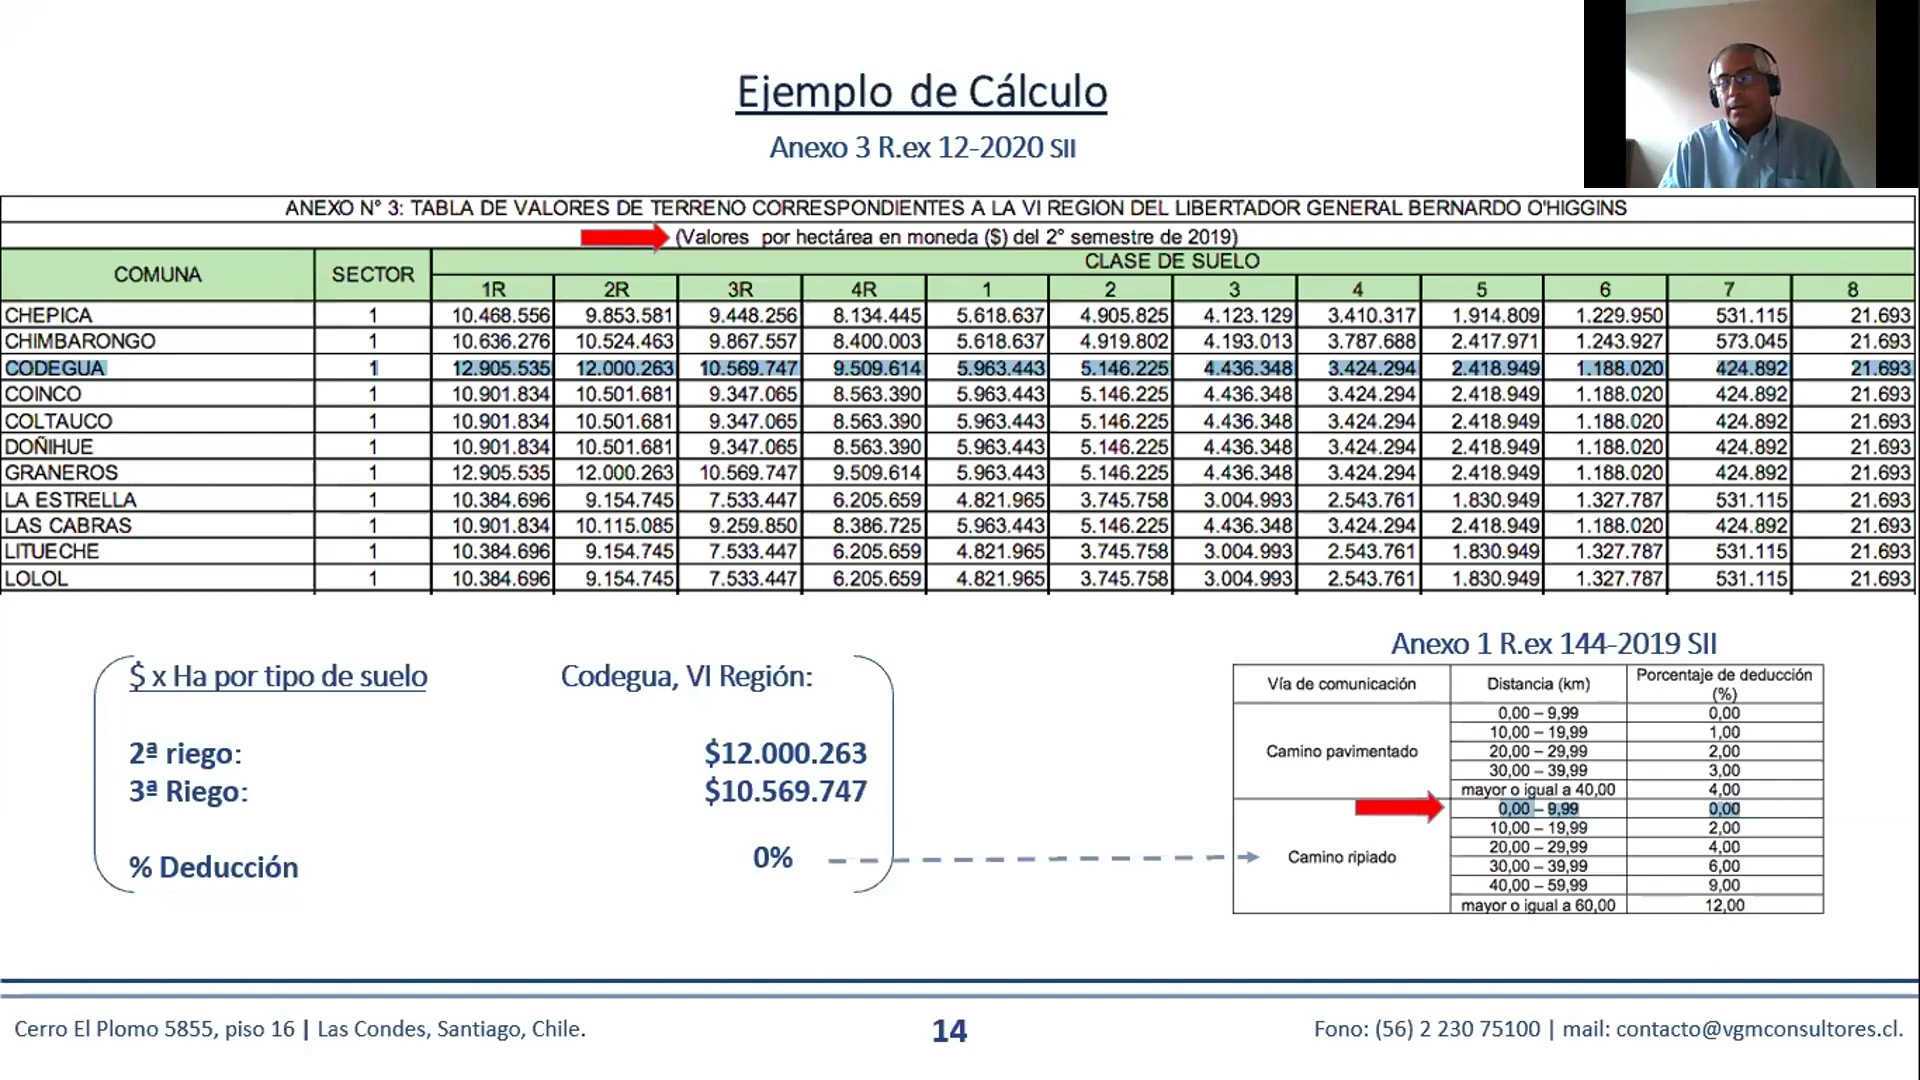 Ejemplo de Cálculo
Anexo 3 R.ex 12-2020 SII
ANEXO N° 3: TABLA DE VALORES DE TERRENO CORRESPONDIENTES A LA VI REGION DEL LIBERTADOR GENERAL BERNARDO O'HIGGINS
(Valores por hectárea en moneda ($) del 2° semestre de 2019)
COMUNA SECTOR CLASE DE SUELO
1R 2R 3R 4R 1 2 3 4 5 6 7 8
CHEPICA 1 10.468.556 9.853.581 9.448.256 8.134.445 5.618.637 4.905.825 4.123.129 3.410.317 1.914.809 1.229.950 531.115 21.693
CHIMBARONGO 1 10.636.276 10.524.463 9.867.557 8.400.003 5.618.637 4.919.802 4.193.013 3.787.688 2.417.971 1.243.927 573.045 21.693
CODEGUA 1 12.905.535 12.000.263 10.569.747 9.509.614 5.963.443 5.146.225 4.436.348 3.424.294 2.418.949 1.188.020 424.892 21.693
COINCO 1 10.901.834 10.501.681 9.347.065 8.563.390 5.963.443 5.146.225 4.436.348 3.424.294 2.418.949 1.188.020 424.892 21.693
COLTAUCO 1 10.901.834 10.501.681 9.347.065 8.563.390 5.963.443 5.146.225 4.436.348 3.424.294 2.418.949 1.188.020 424.892 21.693
DOÑIHUE 1 10.901.834 10.501.681 9.347.065 8.563.390 5.963.443 5.146.225 4.436.348 3.424.294 2.418.949 1.188.020 424.892 21.693
GRANEROS 1 12.905.535 12.000.263 10.569.747 9.509.614 5.963.443 5.146.225 4.436.348 3.424.294 2.418.949 1.188.020 424.892 21.693
LA ESTRELLA 1 10.384.696 9.154.745 7.533.447 6.205.659 4.821.965 3.745.758 3.004.993 2.543.761 1.830.949 1.327.787 531.115 21.693
LAS CABRAS 1 10.901.834 10.115.085 9.259.850 8.386.725 5.963.443 5.146.225 4.436.348 3.424.294 2.418.949 1.188.020 424.892 21.693
LITUECHE 1 10.384.696 9.154.745 7.533.447 6.205.659 4.821.965 3.745.758 3.004.993 2.543.761 1.830.949 1.327.787 531.115 21.693
LOLOL 1 10.384.696 9.154.745 7.533.447 6.205.659 4.821.965 3.745.758 3.004.993 2.543.761 1.830.949 1.327.787 531.115 21.693
$ x Ha por tipo de suelo Codegua, VI Región:
2ª riego: $12.000.263
3ª Riego: $10.569.747
% Deducción 0%
Anexo 1 R.ex 144-2019 SII
Vía de comunicación Distancia (km) Porcentaje de deducción (%)
Camino pavimentado
0,00 – 9,99 0,00
10,00 – 19,99 1,00
20,00 – 29,99 2,00
30,00 – 39,99 3,00
mayor o igual a 40,00 4,00
Camino ripiado
0,00 – 9,99 0,00
10,00 – 19,99 2,00
20,00 – 29,99 4,00
30,00 – 39,99 6,00
40,00 – 59,99 9,00
mayor o igual a 60,00 12,00
Cerro El Plomo 5855, piso 16 | Las Condes, Santiago, Chile.
14
Fono: (56) 2 230 75100 | mail: contacto@vgmconsultores.cl.